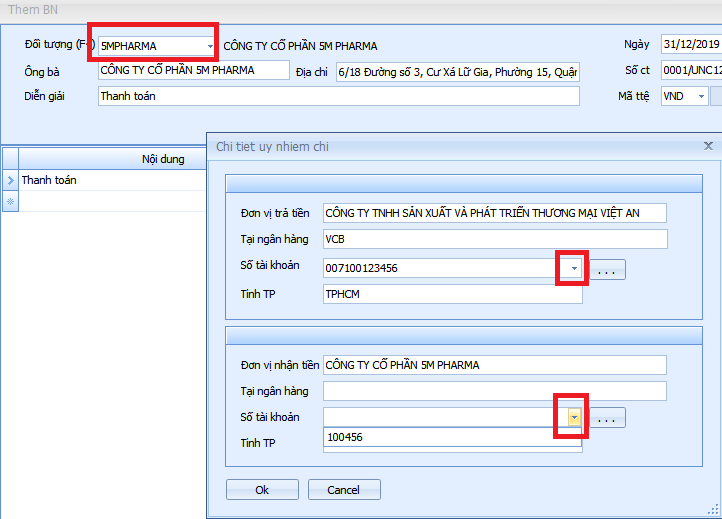 Them BN
Đối tượng (F4) 5MPHARMA CÔNG TY CỔ PHẦN 5M PHARMA Ngày 31/12/2019
Ông bà CÔNG TY CỔ PHẦN 5M PHARMA Địa chỉ 6/18 Đường số 3, Cư Xá Lữ Gia, Phường 15, Quận Số ct 0001/UNC12
Diễn giải Thanh toán Mã ttệ VND
Nội dung
Thanh toán
Chi tiet uy nhiem chi
Đơn vị trả tiền CÔNG TY TNHH SẢN XUẤT VÀ PHÁT TRIỂN THƯƠNG MẠI VIỆT AN
Tại ngân hàng VCB
Số tài khoản 007100123456 ...
Tỉnh TP TPHCM
Đơn vị nhận tiền CÔNG TY CỔ PHẦN 5M PHARMA
Tại ngân hàng
Số tài khoản ...
100456
Tỉnh TP
Ok Cancel